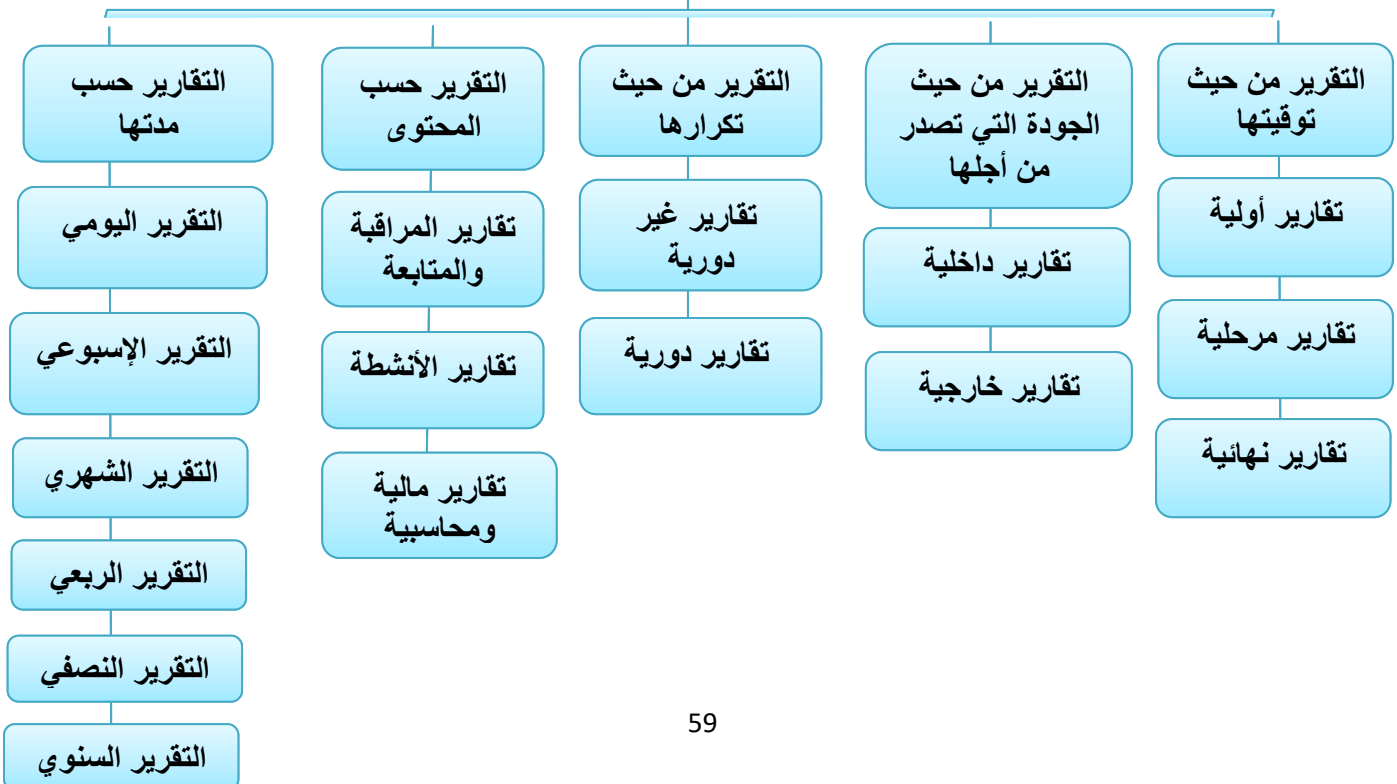 التقرير من حيث
توقيتها
تقارير أولية
تقارير مرحلية
تقارير نهائية
التقرير من حيث
الجودة التي تصدر
من أجلها
تقارير داخلية
تقارير خارجية
التقرير من حيث
تكرارها
تقارير غير
دورية
تقارير دورية
التقرير حسب
المحتوى
تقارير المراقبة
والمتابعة
تقارير الأنشطة
تقارير مالية
ومحاسبية
التقارير حسب
مدتها
التقرير اليومي
التقرير الإسبوعي
التقرير الشهري
التقرير الربعي
التقرير النصفي
التقرير السنوي
59